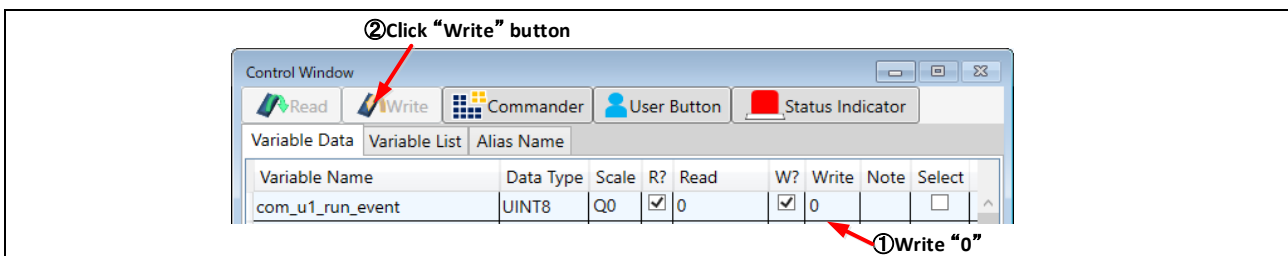 ②Click “Write” button
Control Window
Read Write Commander User Button Status Indicator
Variable Data Variable List Alias Name
Variable Name Data Type Scale R? Read W? Write Note Select
com_u1_run_event UINT8 Q0 0 0
①Write “0”